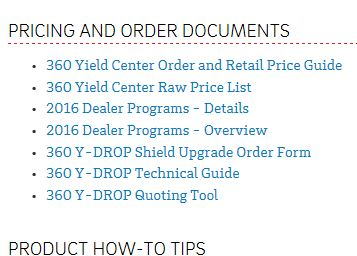 PRICING AND ORDER DOCUMENTS
360 Yield Center Order and Retail Price Guide
360 Yield Center Raw Price List
2016 Dealer Programs - Details
2016 Dealer Programs - Overview
360 Y-DROP Shield Upgrade Order Form
360 Y-DROP Technical Guide
360 Y-DROP Quoting Tool
PRODUCT HOW-TO TIPS